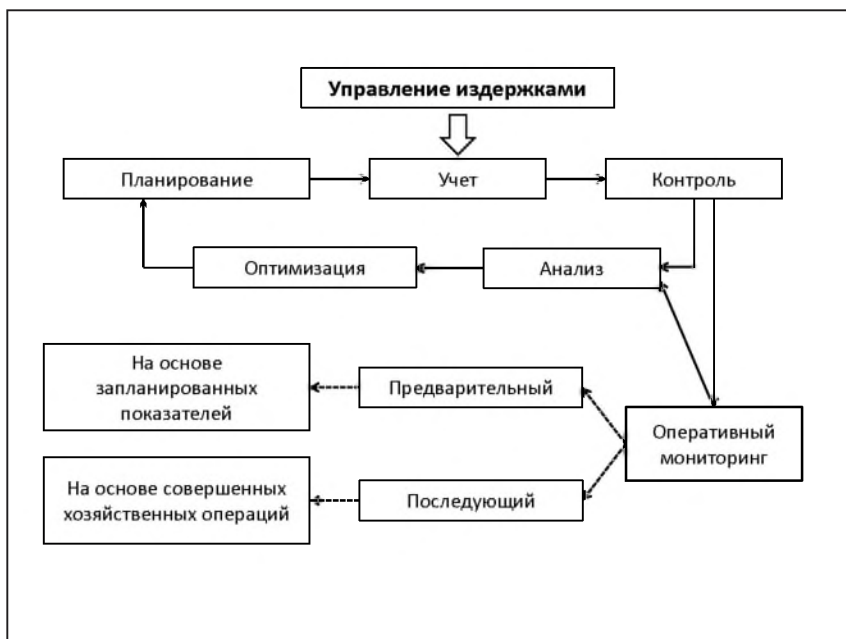 Управление издержками
Планирование
Учет
Контроль
Оптимизация
Анализ
На основе
запланированных
показателей
Предварительный
Оперативный
мониторинг
На основе совершенных
хозяйственных операций
Последующий